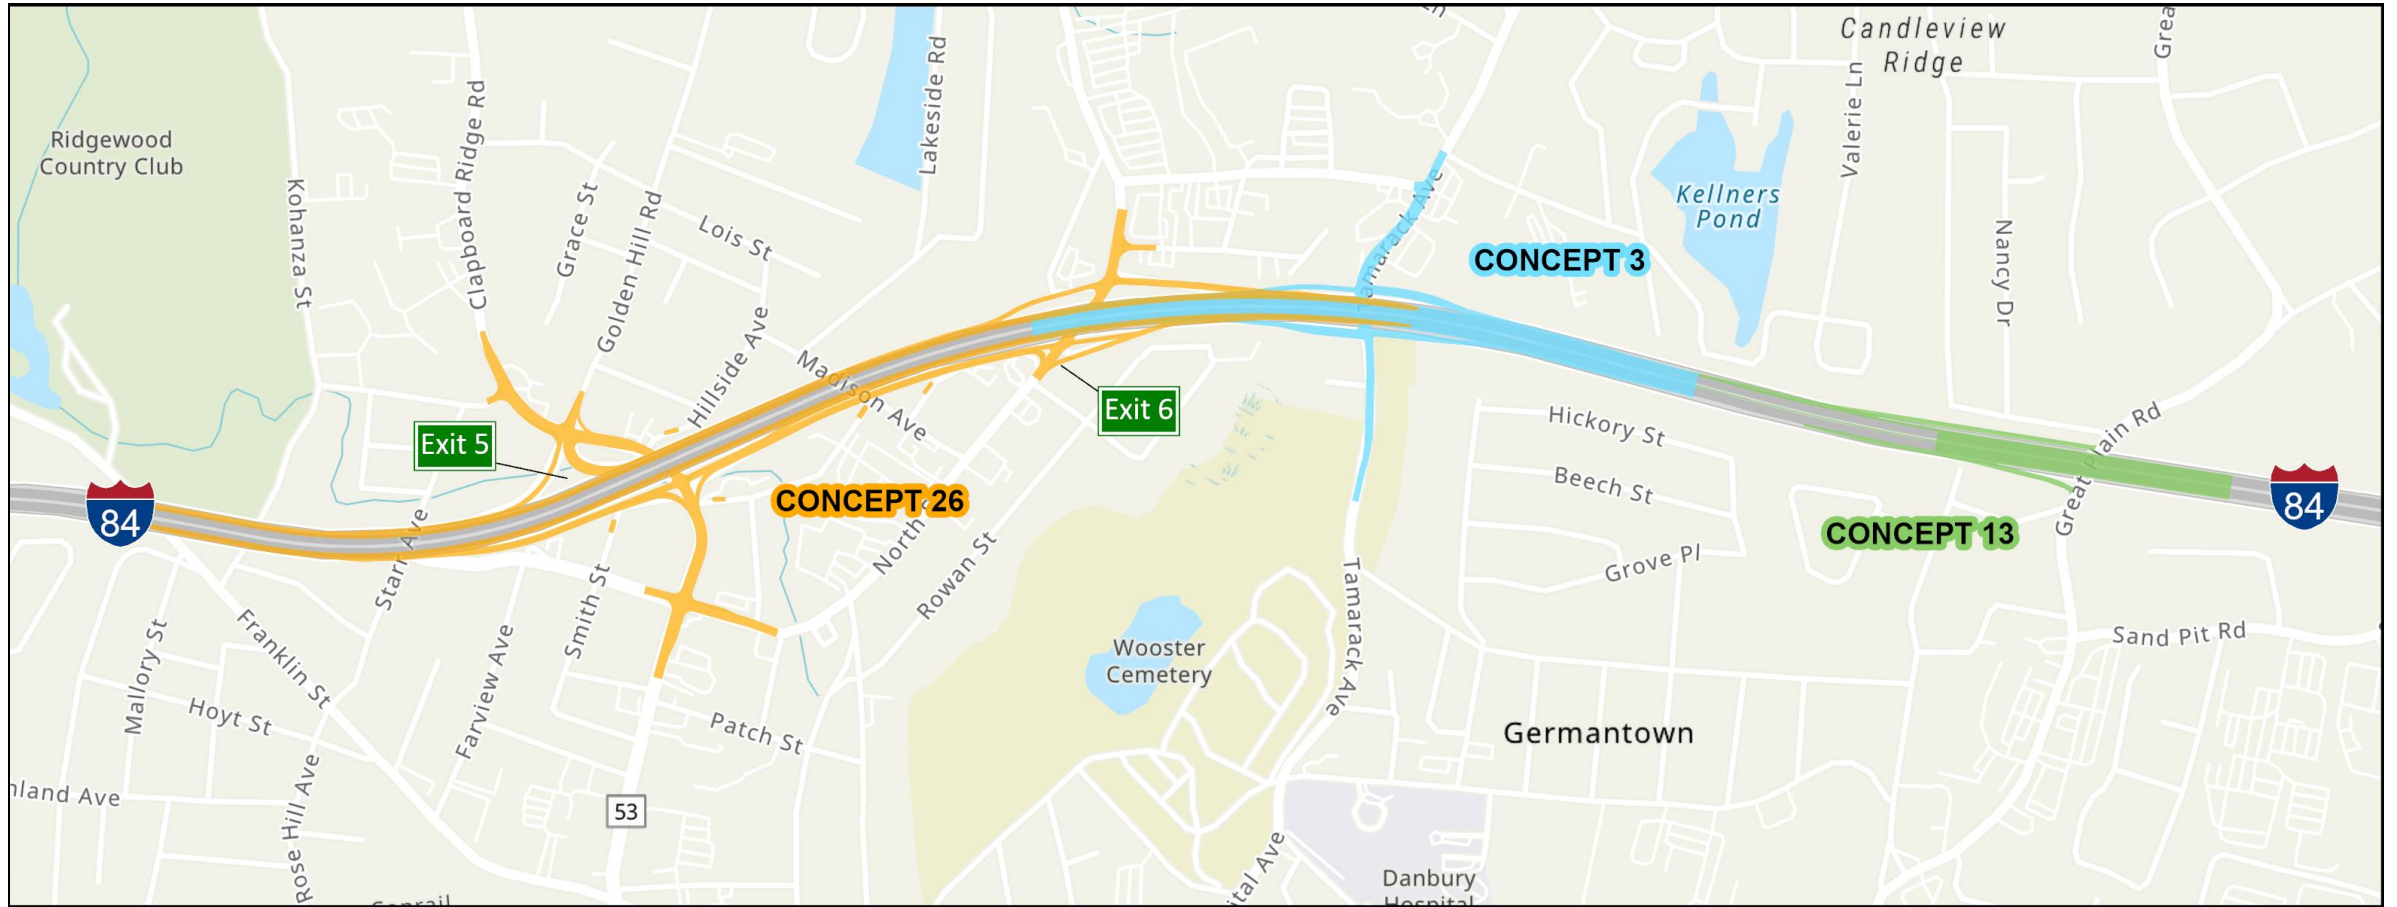 Candleview
Ridge
Ridgewood
Country Club
Kohanza St
Clapboard Ridge Rd
Grace St
Golden Hill Rd
Lois St
Hillside Ave
Lakeside Rd
Madison Ave
Tamarack Ave
CONCEPT 3
Kellners
Pond
Valerie Ln
Nancy Dr
Great Plain Rd
Exit 5
Exit 6
84
84
CONCEPT 26
CONCEPT 13
Hickory St
Beech St
Grove Pl
Sand Pit Rd
Starr Ave
Mallory St
Franklin St
Hoyt St
Farview Ave
Smith St
North
Rowan St
Patch St
Rose Hill Ave
53
Wooster
Cemetery
Tamarack Ave
Germantown
Danbury
Hospital